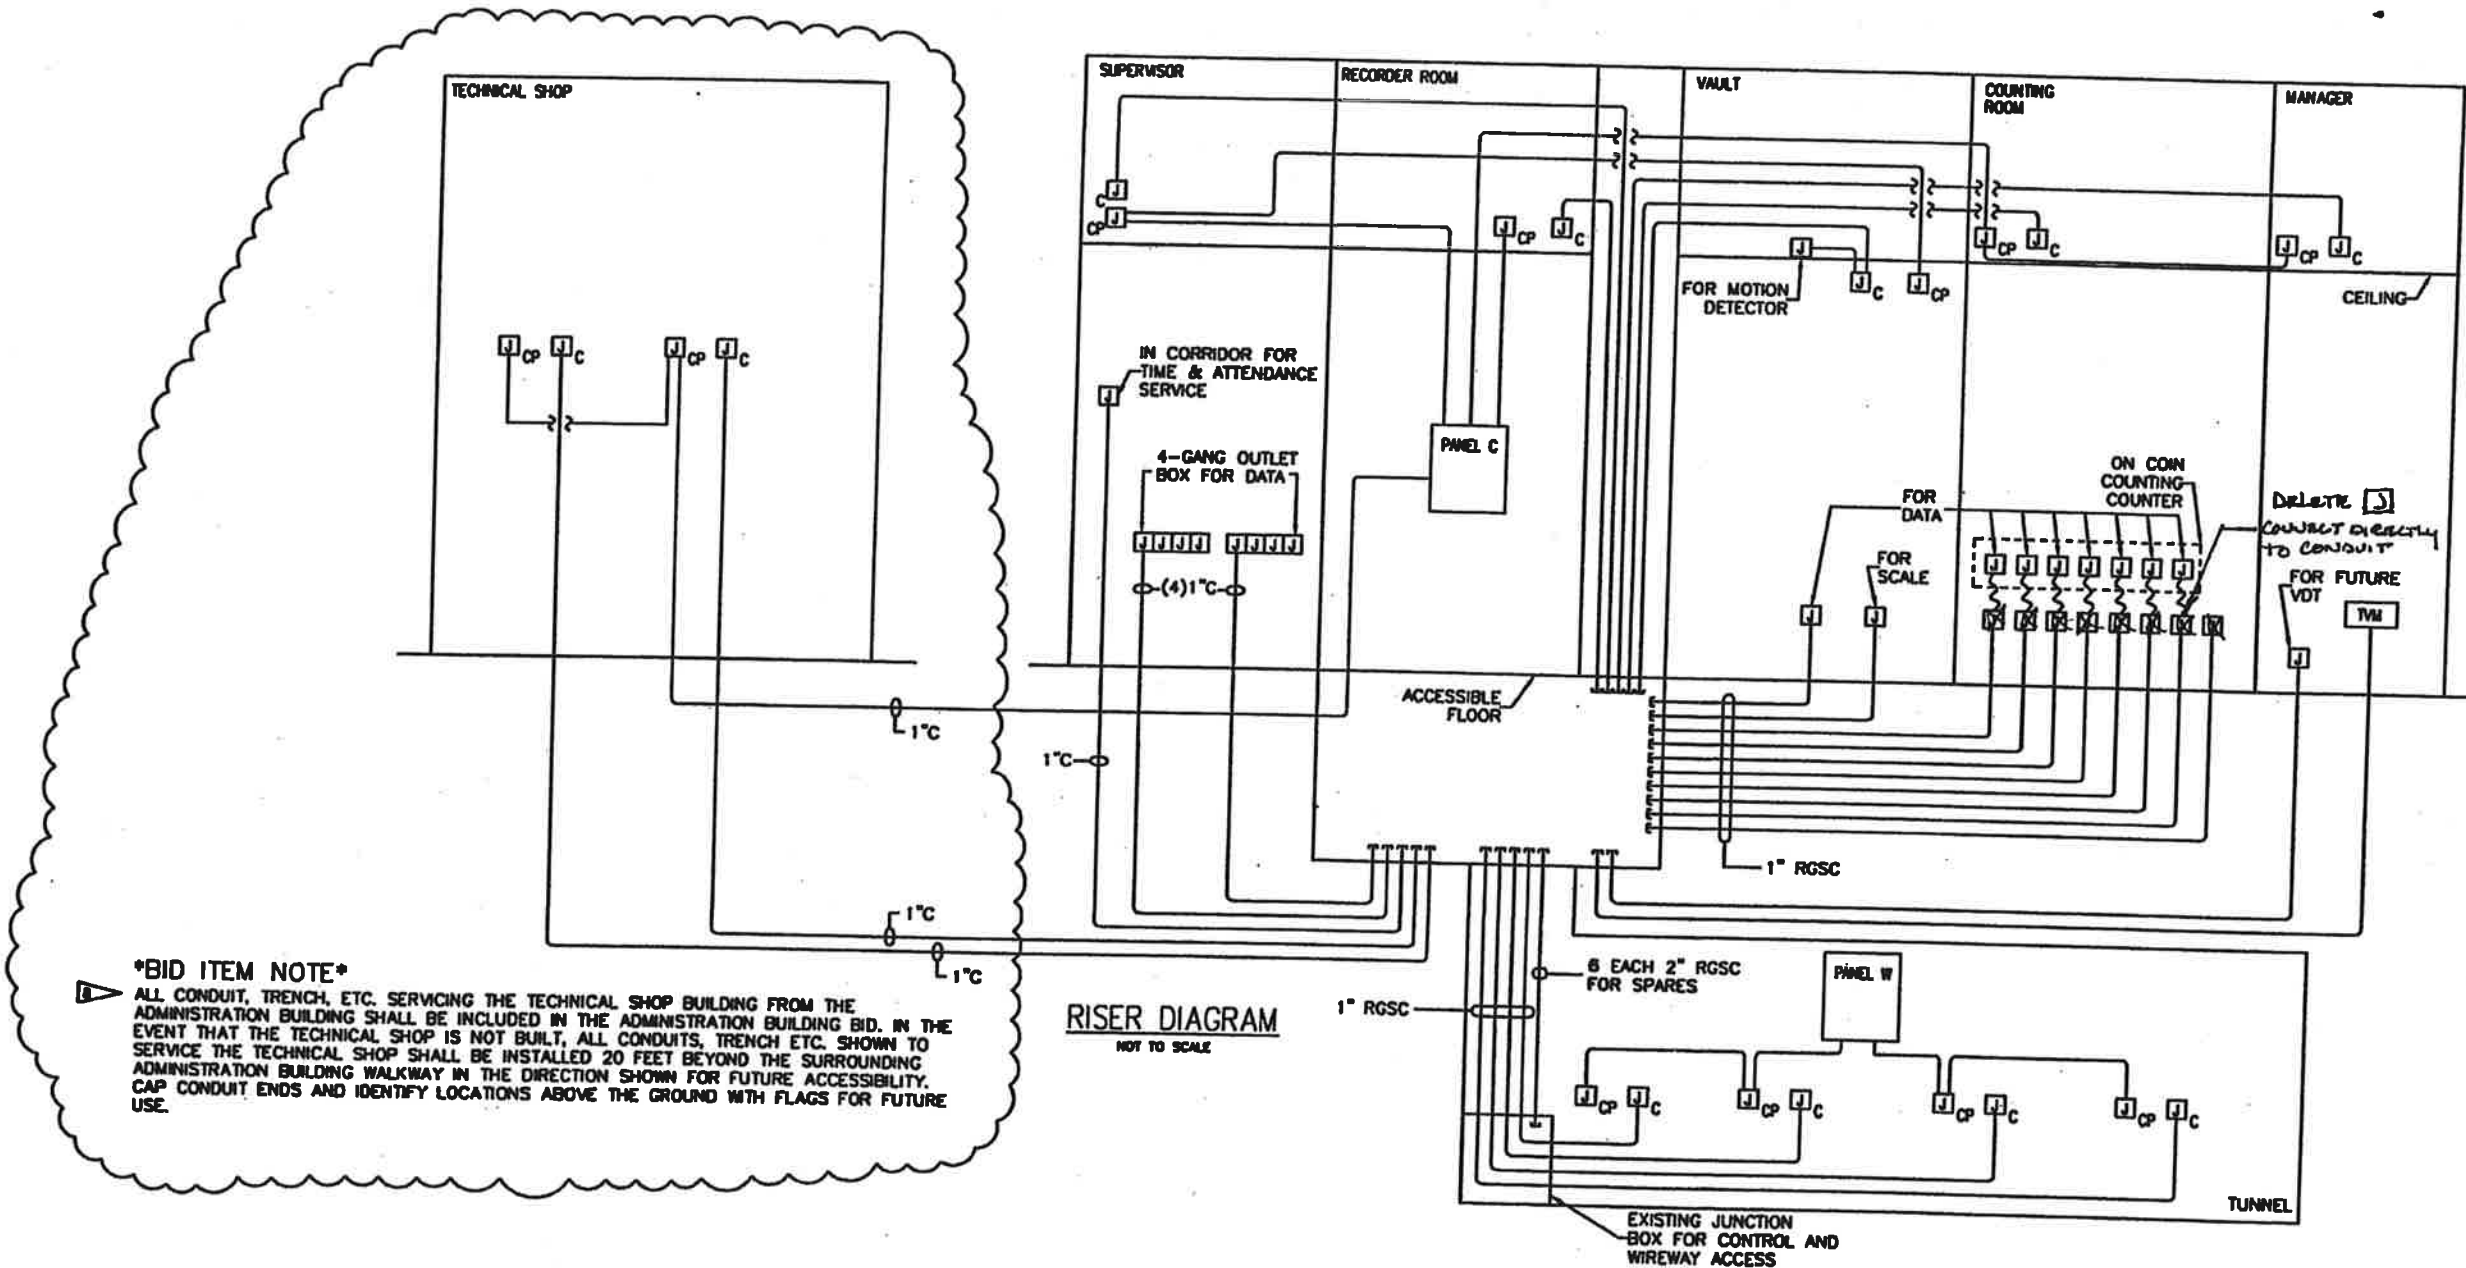 TECHNICAL SHOP
J CP
J C
J CP
J C
1"C
1"C
1"C
*BID ITEM NOTE*
ALL CONDUIT, TRENCH, ETC. SERVICING THE TECHNICAL SHOP BUILDING FROM THE
ADMINISTRATION BUILDING SHALL BE INCLUDED IN THE ADMINISTRATION BUILDING BID. IN THE
EVENT THAT THE TECHNICAL SHOP IS NOT BUILT, ALL CONDUITS, TRENCH ETC. SHOWN TO
SERVICE THE TECHNICAL SHOP SHALL BE INSTALLED 20 FEET BEYOND THE SURROUNDING
ADMINISTRATION BUILDING WALKWAY IN THE DIRECTION SHOWN FOR FUTURE ACCESSIBILITY.
CAP CONDUIT ENDS AND IDENTIFY LOCATIONS ABOVE THE GROUND WITH FLAGS FOR FUTURE
USE.
SUPERVISOR
J
C
J
CP
IN CORRIDOR FOR
TIME & ATTENDANCE
SERVICE
J
4-GANG OUTLET
BOX FOR DATA
J J J J
J J J J
(4)1"C
1"C
RECORDER ROOM
J CP
J C
PANEL C
ACCESSIBLE
FLOOR
VAULT
J
FOR MOTION
DETECTOR
J C
J CP
FOR
DATA
FOR
SCALE
J
J
COUNTING
ROOM
J CP
J C
ON COIN
COUNTING
COUNTER
J J J J J J J
MANAGER
J CP
J C
CEILING
DELETE J
CONNECT DIRECTLY
TO CONDUIT
FOR FUTURE
VDT
TVM
J
1" RGSC
RISER DIAGRAM
NOT TO SCALE
6 EACH 2" RGSC
FOR SPARES
1" RGSC
PANEL W
J CP
J C
J CP
J C
J CP
J C
J CP
J C
TUNNEL
EXISTING JUNCTION
BOX FOR CONTROL AND
WIREWAY ACCESS